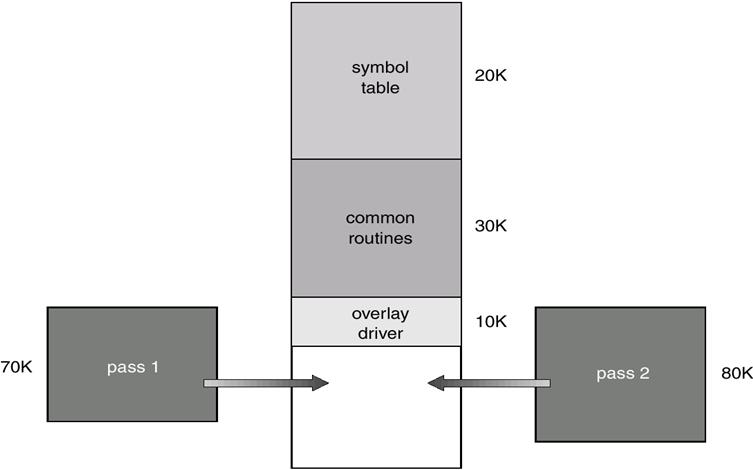 symbol
table
20K
common
routines
30K
overlay
driver
10K
70K
pass 1
pass 2
80K